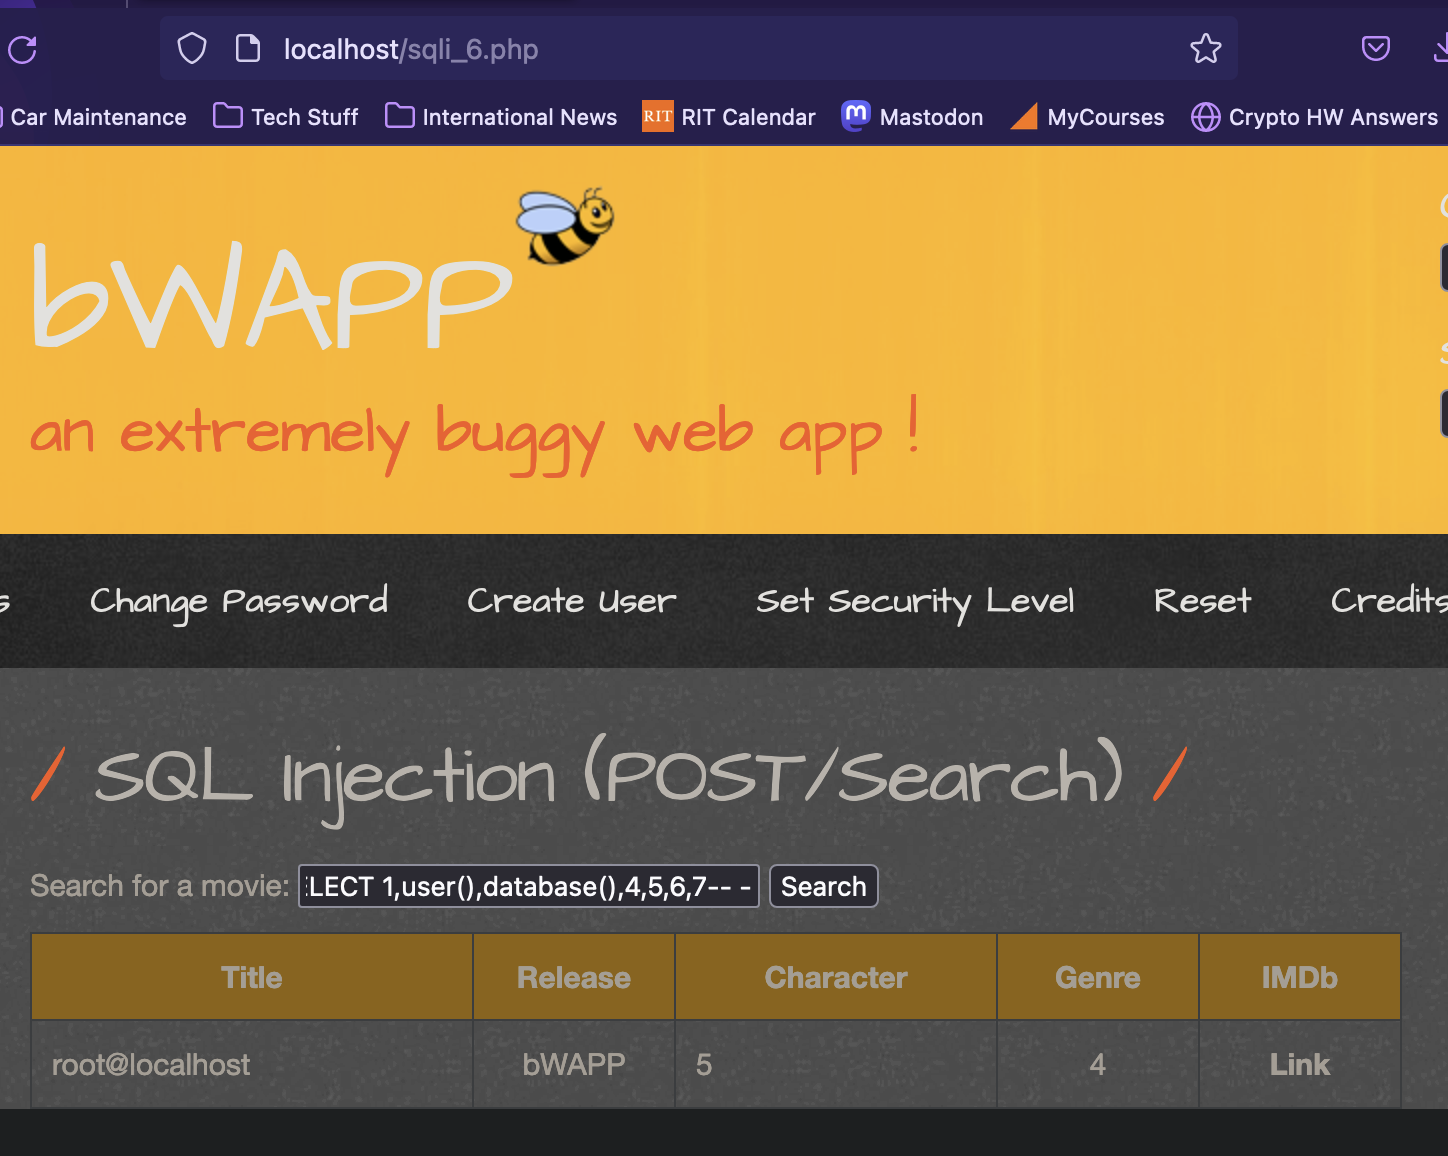 localhost/sqli_6.php
Car Maintenance Tech Stuff International News RIT RIT Calendar m Mastodon MyCourses Crypto HW Answers
bWAPP
an extremely buggy web app !
s Change Password Create User Set Security Level Reset Credits
/ SQL Injection (POST/Search) /
Search for a movie: LECT 1,user(),database(),4,5,6,7-- - Search
Title Release Character Genre IMDb
root@localhost bWAPP 5 4 Link